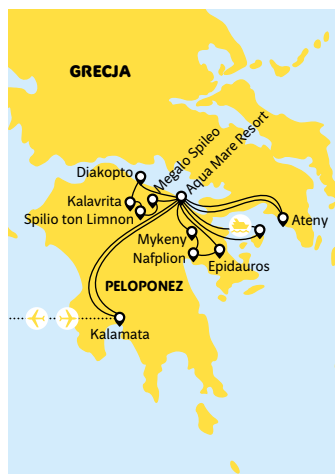 GRECJA
Megalo Spileo
Aqua Mare Resort
Diakopto
Kalavrita
Spilio ton Limnon
Ateny
Mykeny
Nafplion
Epidauros
PELOPONEZ
Kalamata